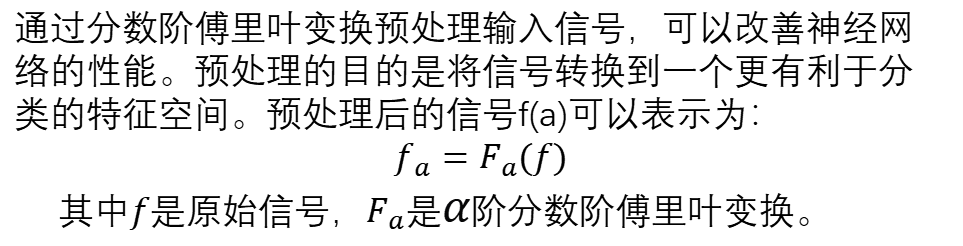 通过分数阶傅里叶变换预处理输入信号，可以改善神经网
络的性能。预处理的目的是将信号转换到一个更有利于分
类的特征空间。预处理后的信号f(a)可以表示为：
𝑓ₐ = 𝐹ₐ(𝑓)
其中𝑓是原始信号，𝐹ₐ是α阶分数阶傅里叶变换。